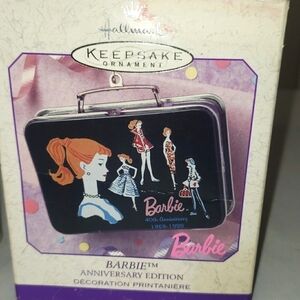 Hallmark
KEEPSAKE
ORNAMENT
Barbie
40th Anniversary
1959-1999
Barbie
BARBIE™
ANNIVERSARY EDITION
DÉCORATION PRINTANIÈRE